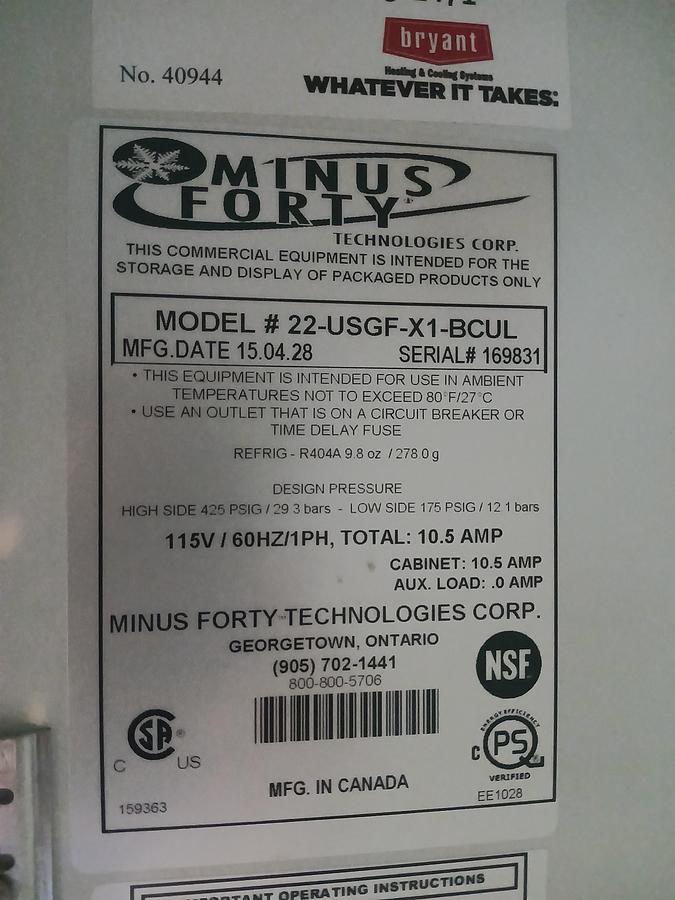 bryant
Heating & Cooling Systems
No. 40944
WHATEVER IT TAKES:
MINUS
FORTY
TECHNOLOGIES CORP.
THIS COMMERCIAL EQUIPMENT IS INTENDED FOR THE
STORAGE AND DISPLAY OF PACKAGED PRODUCTS ONLY
MODEL # 22-USGF-X1-BCUL
MFG.DATE 15.04.28 SERIAL# 169831
• THIS EQUIPMENT IS INTENDED FOR USE IN AMBIENT
TEMPERATURES NOT TO EXCEED 80°F/27°C
• USE AN OUTLET THAT IS ON A CIRCUIT BREAKER OR
TIME DELAY FUSE
REFRIG - R404A 9.8 oz / 278.0 g
DESIGN PRESSURE
HIGH SIDE 425 PSIG / 29.3 bars - LOW SIDE 175 PSIG / 12.1 bars
115V / 60HZ/1PH, TOTAL: 10.5 AMP
CABINET: 10.5 AMP
AUX. LOAD: .0 AMP
MINUS FORTY™TECHNOLOGIES CORP.
GEORGETOWN, ONTARIO
(905) 702-1441
800-800-5706
NSF
SA ®
C US
ENERGY EFFICIENCY
C PS
VERIFIED
EE1028
MFG. IN CANADA
159363
IMPORTANT OPERATING INSTRUCTIONS